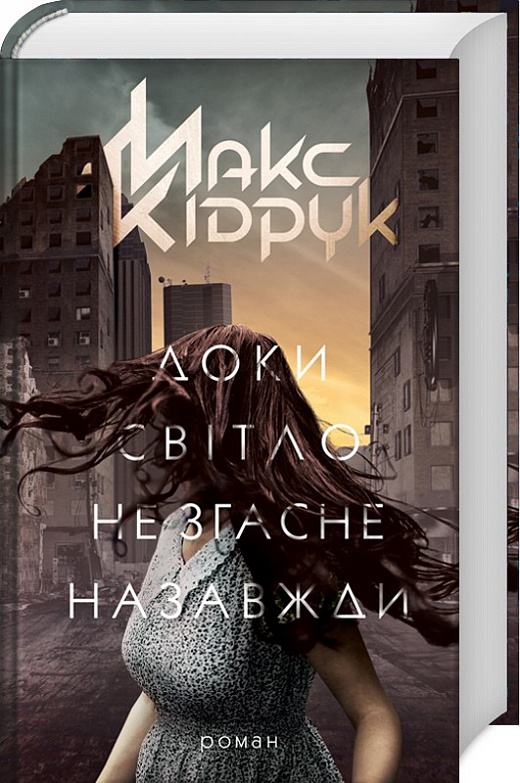 Макс
Кідрук
ДОКИ
СВІТЛО
НЕ ЗГАСНЕ
НАЗАВЖДИ
роман